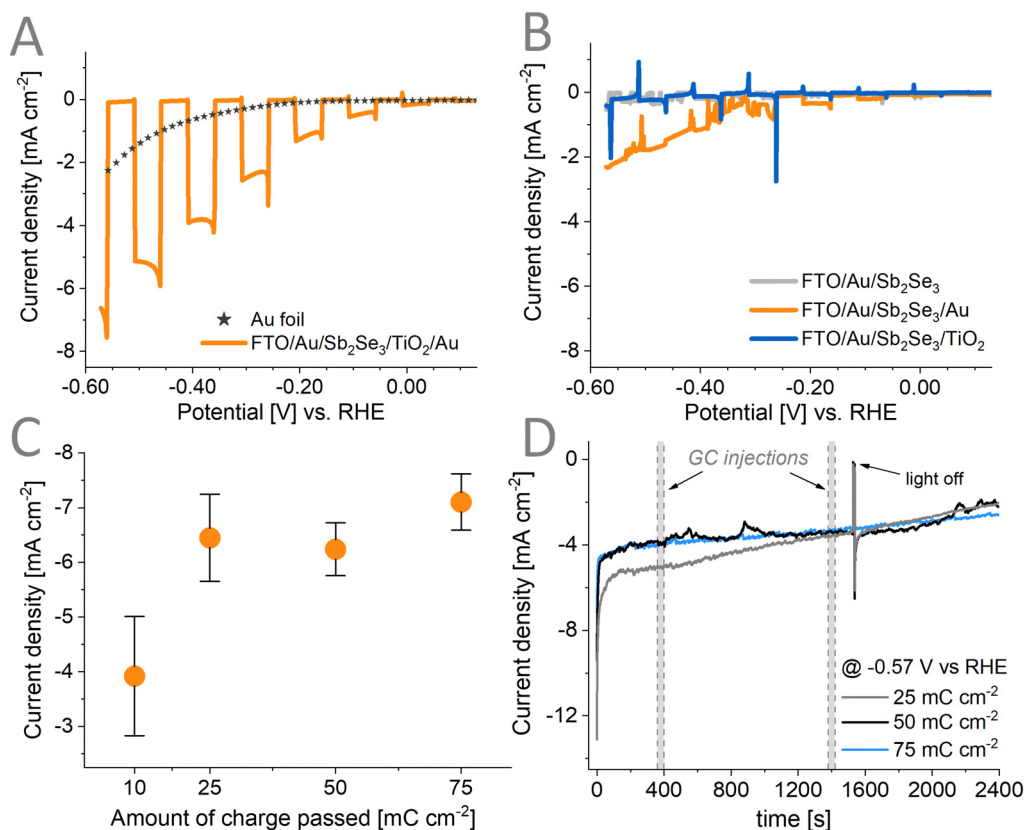 A
Current density [mA cm⁻²]
0
-2
-4
-6
-8
-0.60
-0.40
-0.20
0.00
Potential [V] vs. RHE
Au foil
FTO/Au/Sb₂Se₃/TiO₂/Au
B
Current density [mA cm⁻²]
0
-2
-4
-6
-8
-0.60
-0.40
-0.20
0.00
Potential [V] vs. RHE
FTO/Au/Sb₂Se₃
FTO/Au/Sb₂Se₃/Au
FTO/Au/Sb₂Se₃/TiO₂
C
Current density [mA cm⁻²]
-8
-7
-6
-5
-4
-3
10
25
50
75
Amount of charge passed [mC cm⁻²]
D
Current density [mA cm⁻²]
0
-4
-8
-12
0
400
800
1200
1600
2000
2400
time [s]
GC injections
light off
@ -0.57 V vs RHE
25 mC cm⁻²
50 mC cm⁻²
75 mC cm⁻²